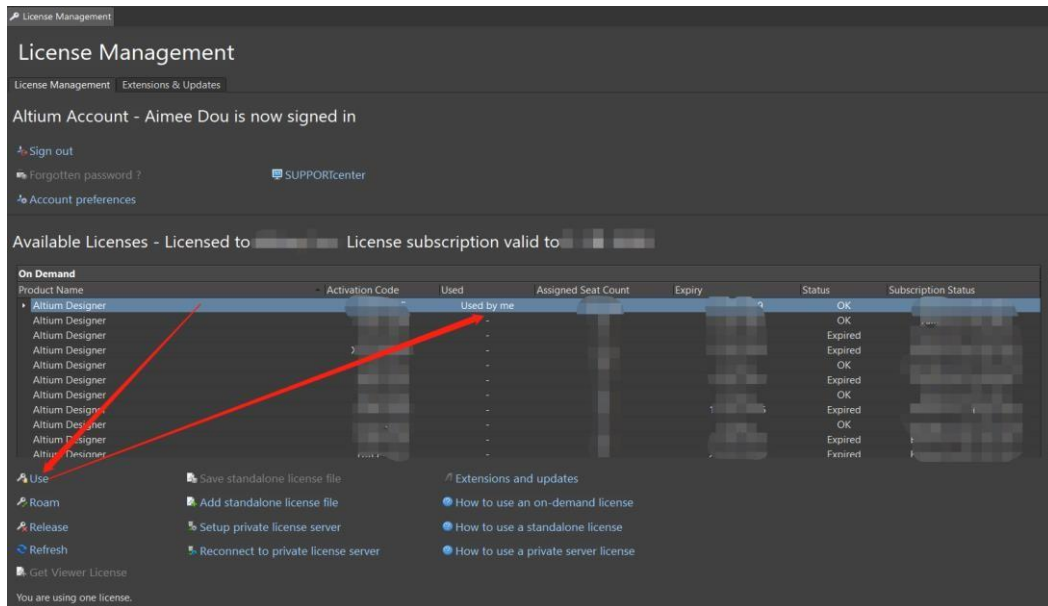 License Management
License Management
License Management Extensions & Updates
Altium Account - Aimee Dou is now signed in
Sign out
Forgotten password ? SUPPORTcenter
Account preferences
Available Licenses - Licensed to License subscription valid to
On Demand
Product Name Activation Code Used Assigned Seat Count Expiry Status Subscription Status
Altium Designer Used by me 9 OK
Altium Designer - OK
Altium Designer - Expired
Altium Designer - Expired
Altium Designer - OK
Altium Designer - Expired
Altium Designer - OK
Altium Designer - Expired
Altium Designer - OK
Altium Designer - Expired
Altium Designer - Expired
Use Save standalone license file Extensions and updates
Roam Add standalone license file How to use an on-demand license
Release Setup private license server How to use a standalone license
Refresh Reconnect to private license server How to use a private server license
Get Viewer License
You are using one license.